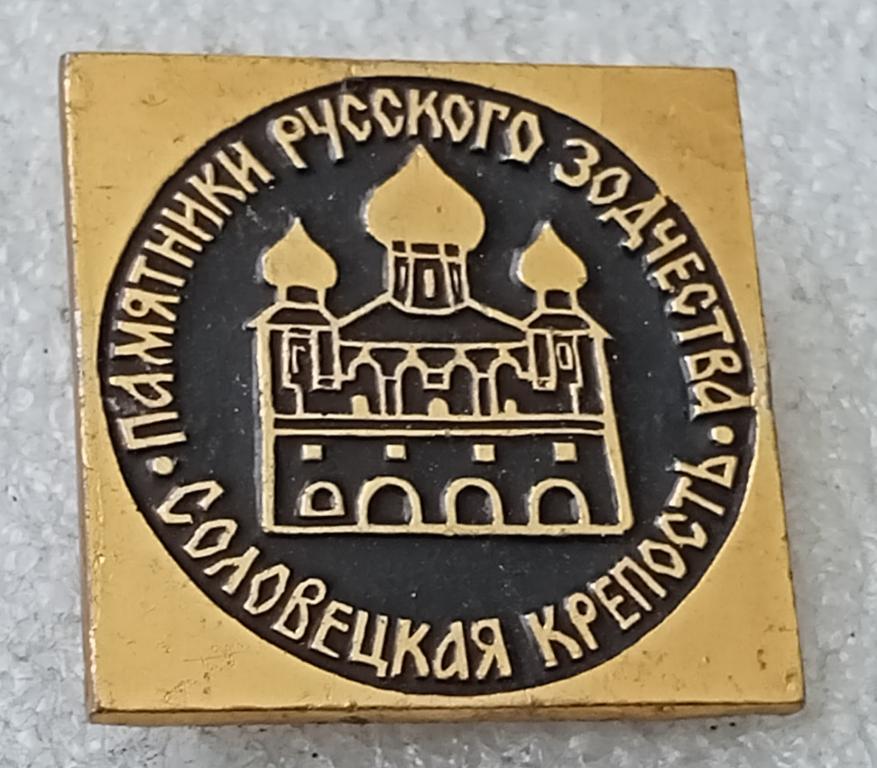 ПАМЯТНИКИ РУССКОГО ЗОДЧЕСТВА
СОЛОВЕЦКАЯ КРЕПОСТЬ